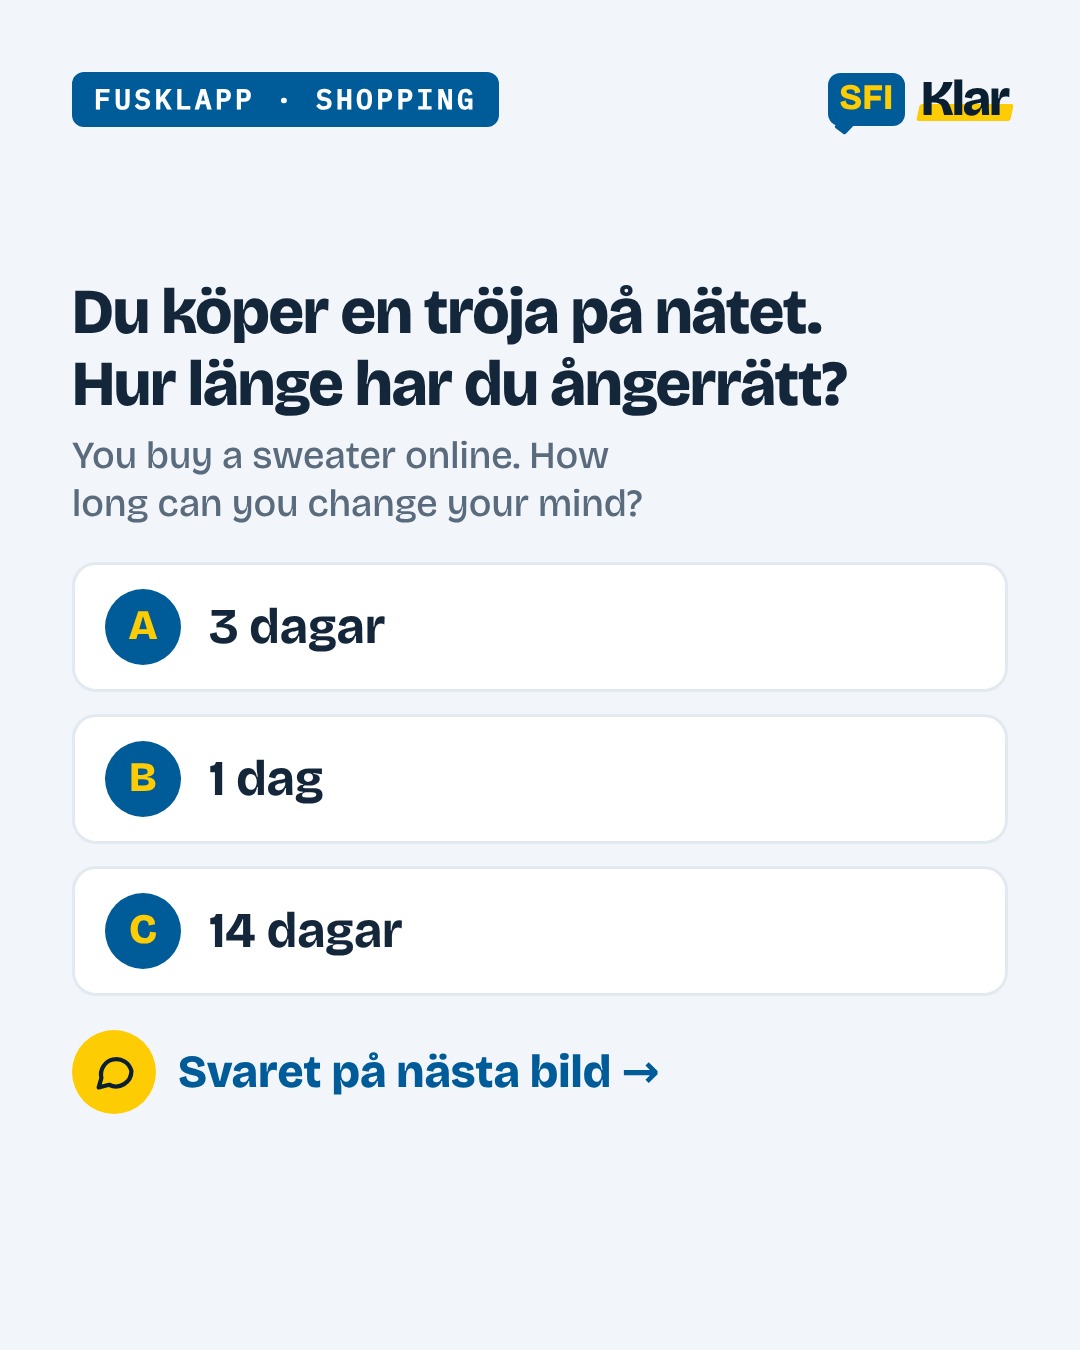 FUSKLAPP · SHOPPING
SFI Klar
Du köper en tröja på nätet.
Hur länge har du ångerrätt?
You buy a sweater online. How
long can you change your mind?
A 3 dagar
B 1 dag
C 14 dagar
Svaret på nästa bild →